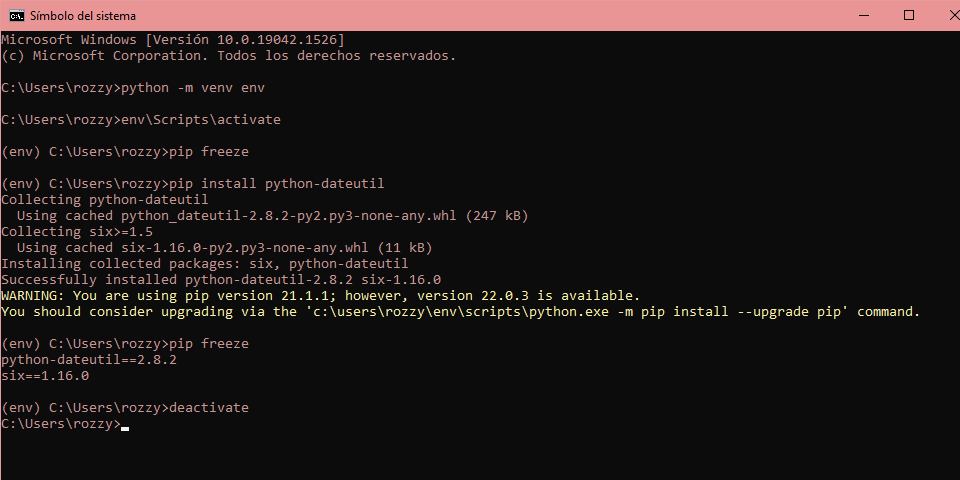 Símbolo del sistema
Microsoft Windows [Versión 10.0.19042.1526]
(c) Microsoft Corporation. Todos los derechos reservados.
C:\Users\rozzy>python -m venv env
C:\Users\rozzy>env\Scripts\activate
(env) C:\Users\rozzy>pip freeze
(env) C:\Users\rozzy>pip install python-dateutil
Collecting python-dateutil
  Using cached python_dateutil-2.8.2-py2.py3-none-any.whl (247 kB)
Collecting six>=1.5
  Using cached six-1.16.0-py2.py3-none-any.whl (11 kB)
Installing collected packages: six, python-dateutil
Successfully installed python-dateutil-2.8.2 six-1.16.0
WARNING: You are using pip version 21.1.1; however, version 22.0.3 is available.
You should consider upgrading via the 'c:\users\rozzy\env\scripts\python.exe -m pip install --upgrade pip' command.
(env) C:\Users\rozzy>pip freeze
python-dateutil==2.8.2
six==1.16.0
(env) C:\Users\rozzy>deactivate
C:\Users\rozzy>